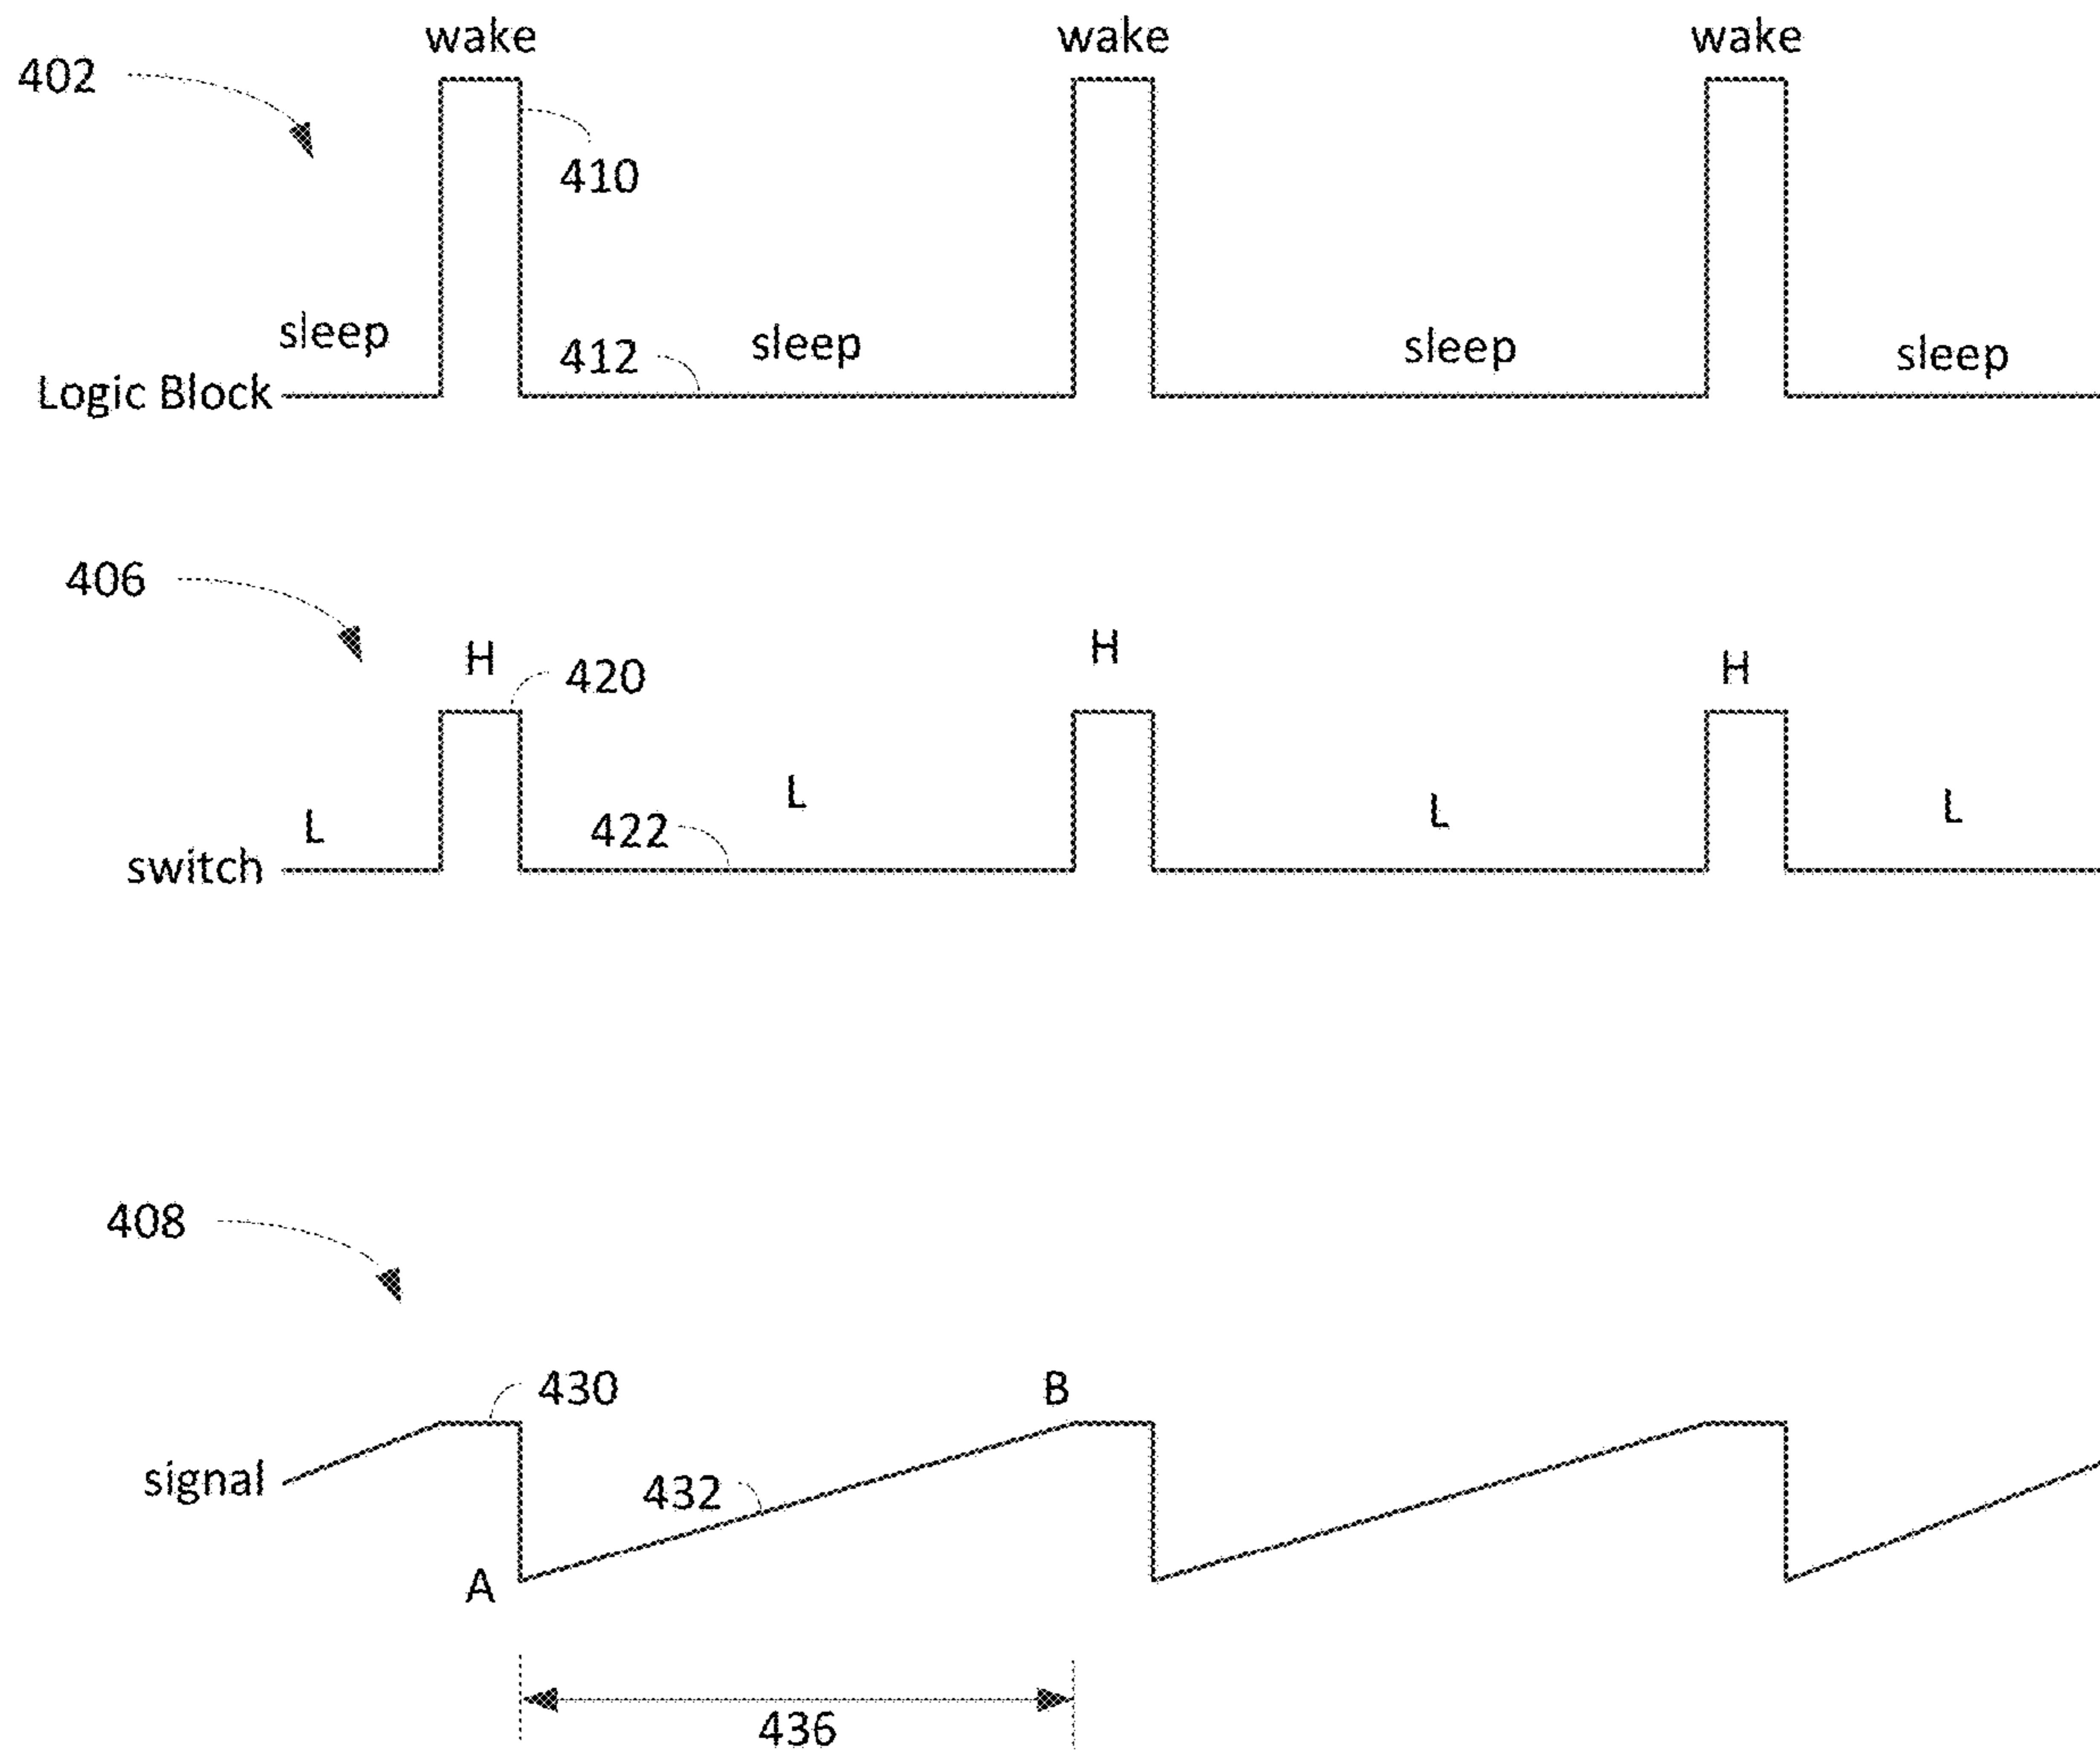 wake wake wake
402
410
sleep
412 sleep sleep sleep
Logic Block
406
H 420 H H
L 422 L L L
switch
408
430 B
signal 432
A
436